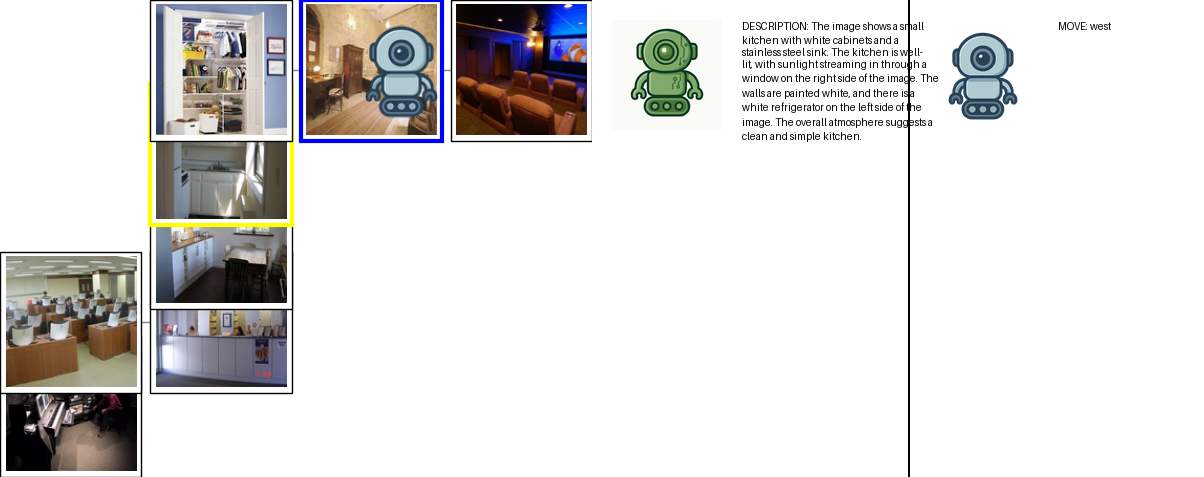 DESCRIPTION: The image shows a small
kitchen with white cabinets and a
stainless steel sink. The kitchen is well-
lit, with sunlight streaming in through a
window on the right side of the image. The
walls are painted white, and there is a
white refrigerator on the left side of the
image. The overall atmosphere suggests a
clean and simple kitchen.
MOVE: west